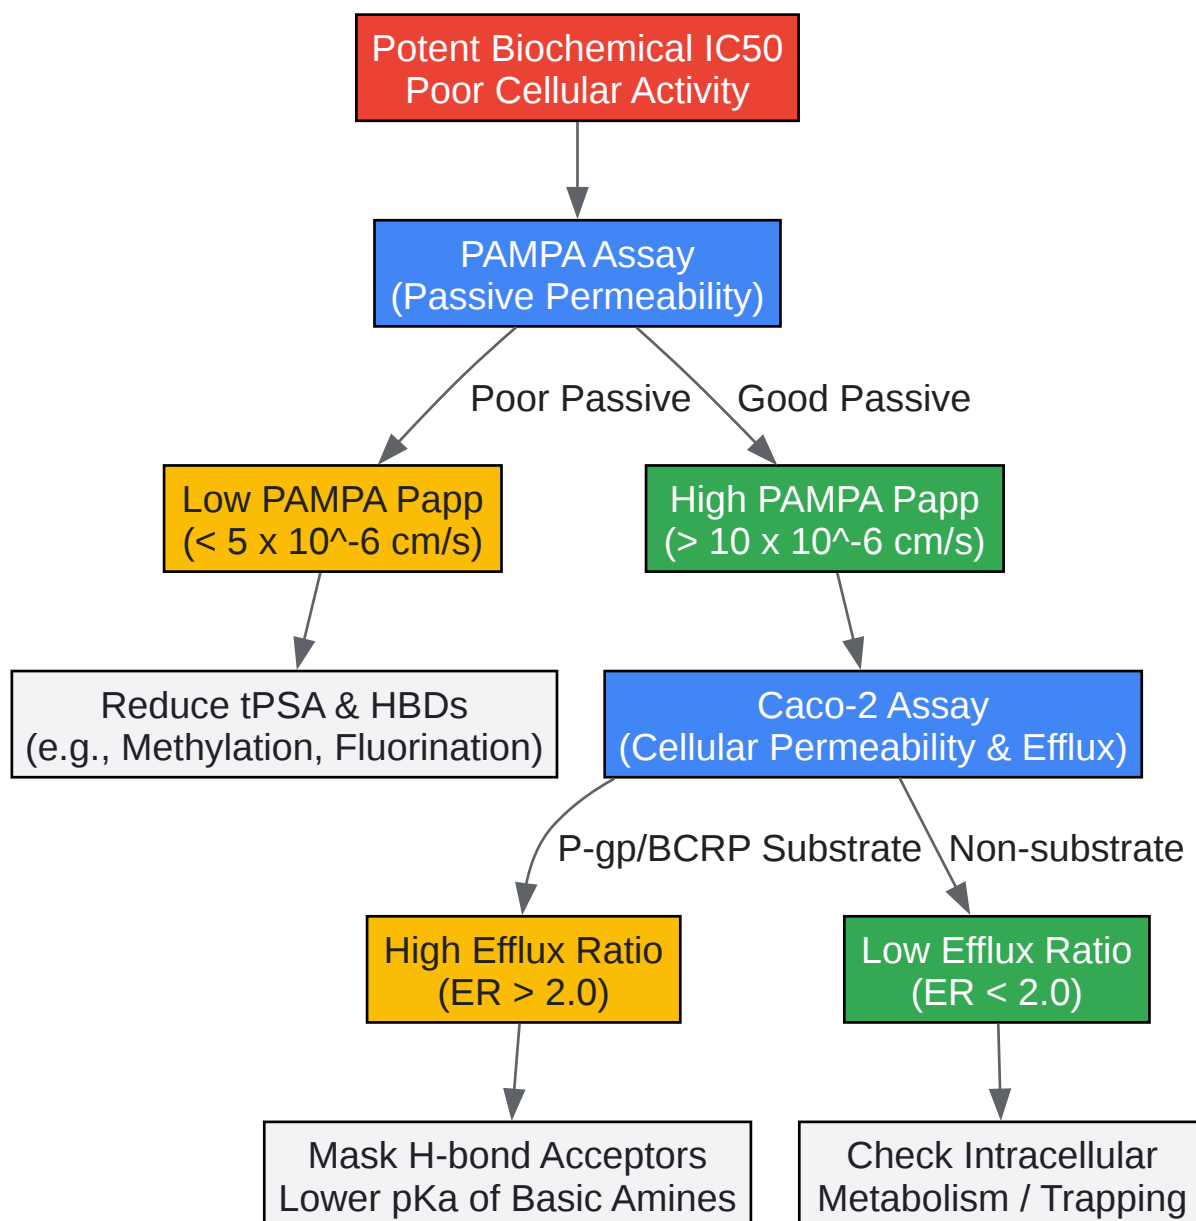 Potent Biochemical IC50
Poor Cellular Activity
PAMPA Assay
(Passive Permeability)
Poor Passive
Good Passive
Low PAMPA Papp
(< 5 x 10^-6 cm/s)
High PAMPA Papp
(> 10 x 10^-6 cm/s)
Reduce tPSA & HBDs
(e.g., Methylation, Fluorination)
Caco-2 Assay
(Cellular Permeability & Efflux)
P-gp/BCRP Substrate
Non-substrate
High Efflux Ratio
(ER > 2.0)
Low Efflux Ratio
(ER < 2.0)
Mask H-bond Acceptors
Lower pKa of Basic Amines
Check Intracellular
Metabolism / Trapping